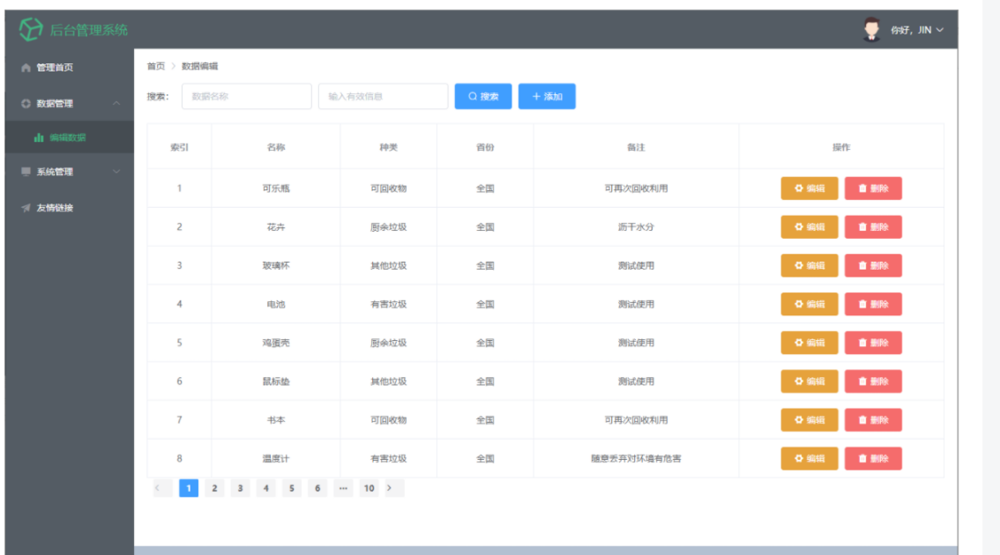 后台管理系统
你好，JIN
管理首页
首页 > 数据编辑
搜索： 数据名称 输入有效信息 搜索 + 添加
数据管理
编辑数据
系统管理
友情链接
索引 名称 种类 省份 备注 操作
1 可乐瓶 可回收物 全国 可再次回收利用 编辑 删除
2 花卉 厨余垃圾 全国 沥干水分 编辑 删除
3 玻璃杯 其他垃圾 全国 测试使用 编辑 删除
4 电池 有害垃圾 全国 测试使用 编辑 删除
5 鸡蛋壳 厨余垃圾 全国 测试使用 编辑 删除
6 鼠标垫 其他垃圾 全国 测试使用 编辑 删除
7 书本 可回收物 全国 可再次回收利用 编辑 删除
8 温度计 有害垃圾 全国 随意丢弃对环境有危害 编辑 删除
< 1 2 3 4 5 6 ··· 10 >